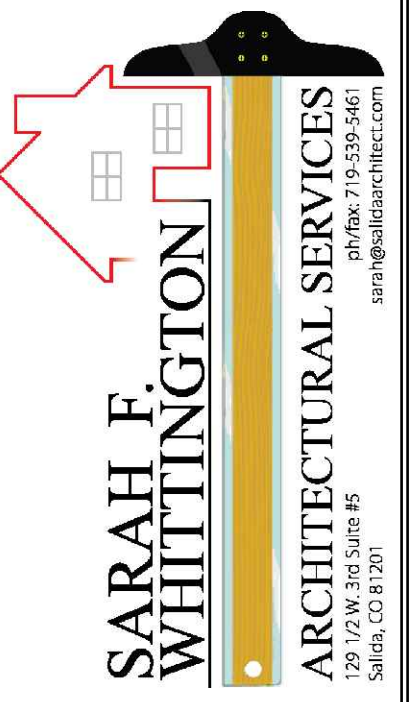 SARAH F.
WHITTINGTON
ARCHITECTURAL SERVICES
129 1/2 W. 3rd Suite #5
Salida, CO 81201
ph/fax: 719-539-5461
sarah@salidaarchitect.com